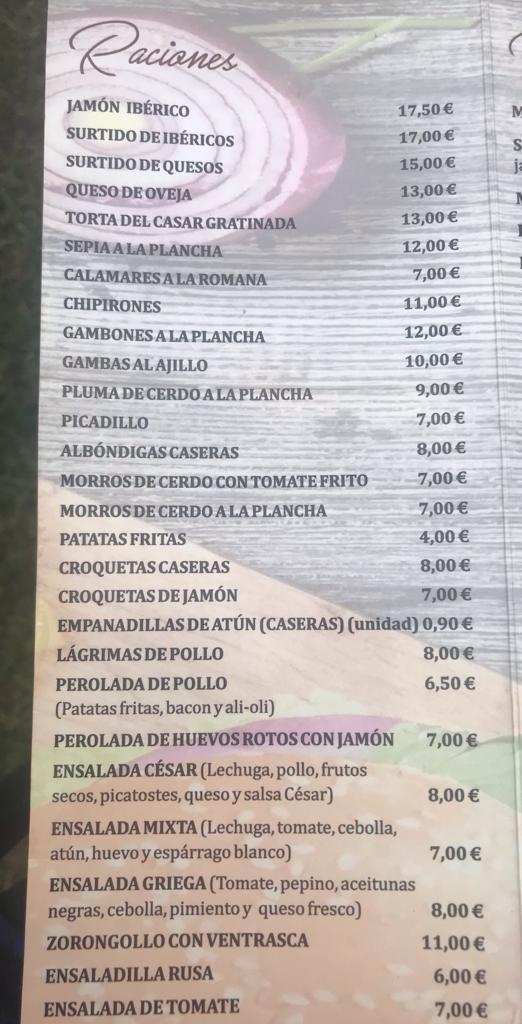 Raciones
JAMÓN IBÉRICO 17,50 €
SURTIDO DE IBÉRICOS 17,00 €
SURTIDO DE QUESOS 15,00 €
QUESO DE OVEJA 13,00 €
TORTA DEL CASAR GRATINADA 13,00 €
SEPIA A LA PLANCHA 12,00 €
CALAMARES A LA ROMANA 7,00 €
CHIPIRONES 11,00 €
GAMBONES A LA PLANCHA 12,00 €
GAMBAS AL AJILLO 10,00 €
PLUMA DE CERDO A LA PLANCHA 9,00 €
PICADILLO 7,00 €
ALBÓNDIGAS CASERAS 8,00 €
MORROS DE CERDO CON TOMATE FRITO 7,00 €
MORROS DE CERDO A LA PLANCHA 7,00 €
PATATAS FRITAS 4,00 €
CROQUETAS CASERAS 8,00 €
CROQUETAS DE JAMÓN 7,00 €
EMPANADILLAS DE ATÚN (CASERAS) (unidad) 0,90 €
LÁGRIMAS DE POLLO 8,00 €
PEROLADA DE POLLO 6,50 €
(Patatas fritas, bacon y ali-oli)
PEROLADA DE HUEVOS ROTOS CON JAMÓN 7,00 €
ENSALADA CÉSAR (Lechuga, pollo, frutos
secos, picatostes, queso y salsa César) 8,00 €
ENSALADA MIXTA (Lechuga, tomate, cebolla,
atún, huevo y espárrago blanco) 7,00 €
ENSALADA GRIEGA (Tomate, pepino, aceitunas
negras, cebolla, pimiento y queso fresco) 8,00 €
ZORONGOLLO CON VENTRASCA 11,00 €
ENSALADILLA RUSA 6,00 €
ENSALADA DE TOMATE 7,00 €